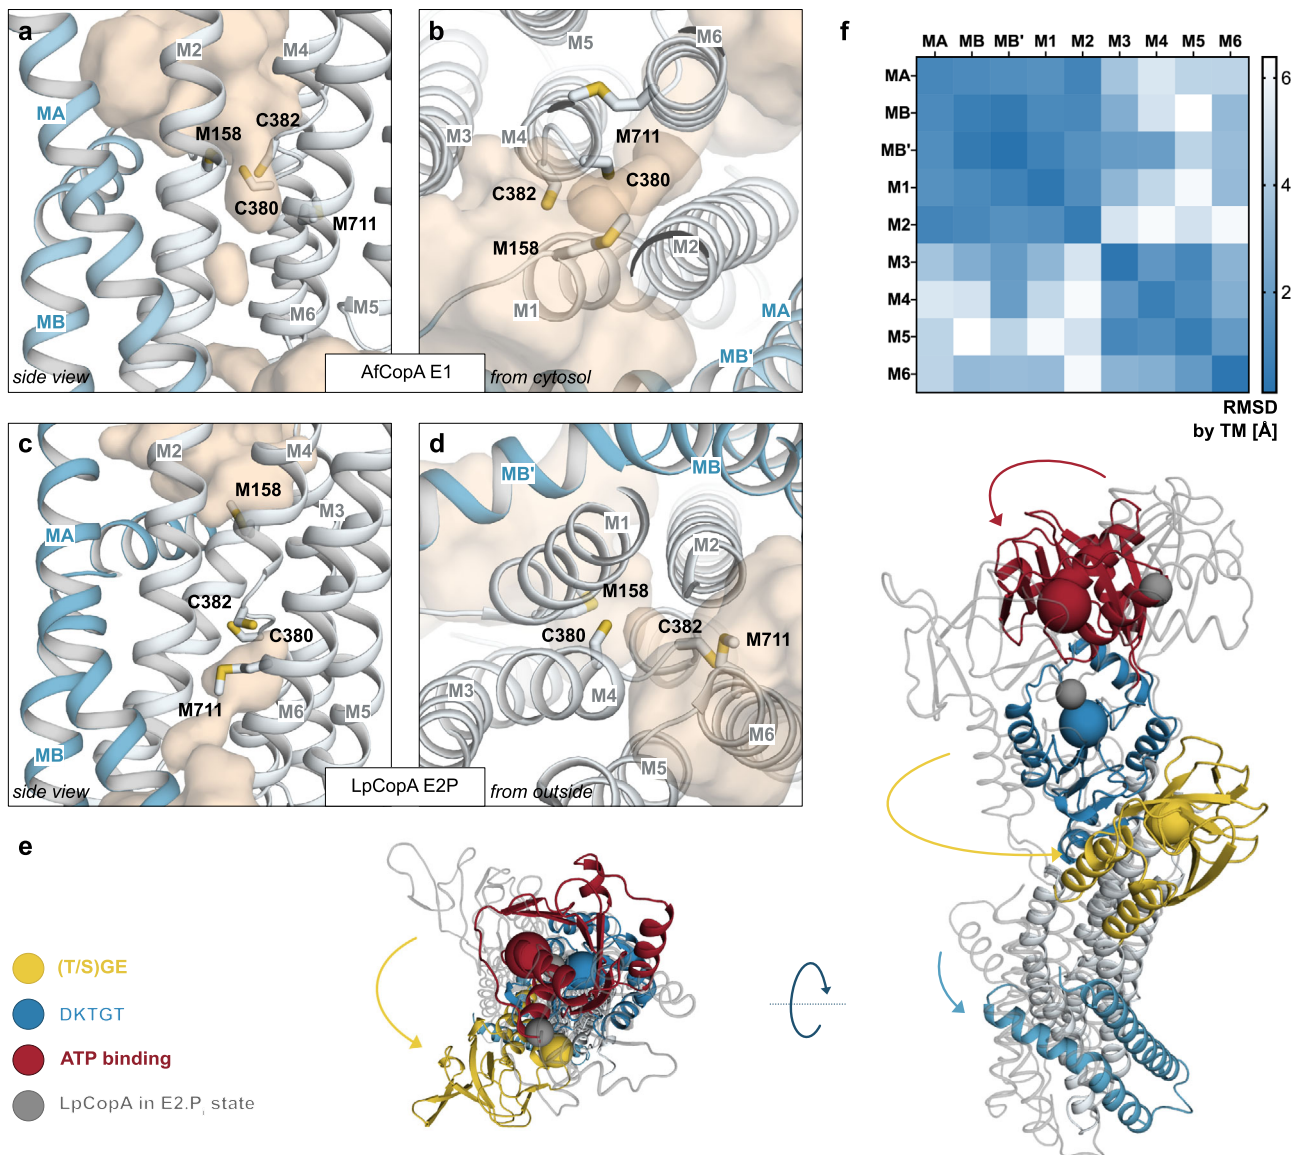 a
M2
M4
MA
M158
C382
C380
M711
MB
M6
M5
side view
AfCopA E1
b
M5
M6
M3
M4
M711
C380
C382
M158
M2
M1
MA
MB'
from cytosol
f
MA MB MB' M1 M2 M3 M4 M5 M6
MA
MB
MB'
M1
M2
M3
M4
M5
M6
6
4
2
RMSD
by TM [Å]
c
M2
M4
M158
M3
MA
C382
C380
M711
M6
M5
MB
side view
LpCopA E2P
d
MB'
MB
M1
M2
M158
C380
C382
M711
M3
M4
M6
M5
from outside
e
(T/S)GE
DKTGT
ATP binding
LpCopA in E2.Pi state